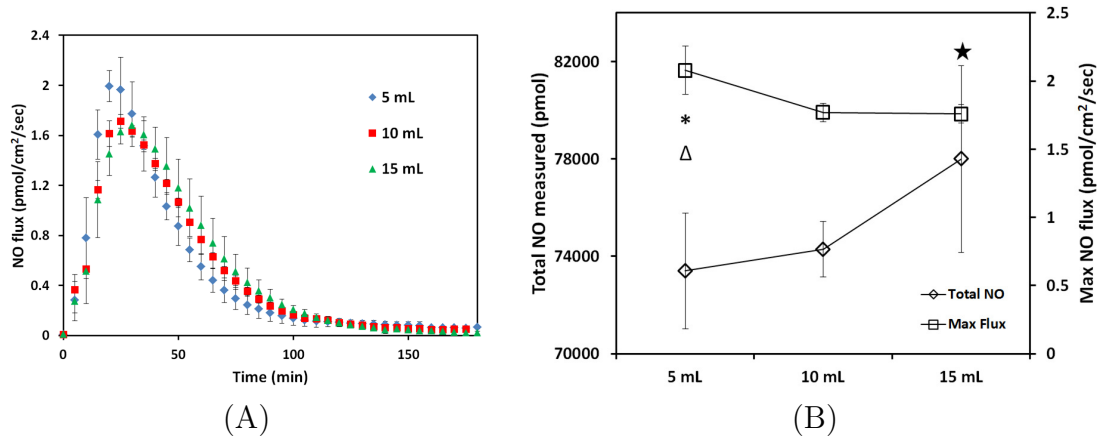 NO flux (pmol/cm²/sec)
2.4
2
1.6
1.2
0.8
0.4
0
0
50
100
150
Time (min)
5 mL
10 mL
15 mL
(A)
Total NO measured (pmol)
82000
78000
74000
70000
5 mL
10 mL
15 mL
*
Δ
★
Total NO
Max Flux
2.5
2
1.5
1
0.5
0
Max NO flux (pmol/cm²/sec)
(B)